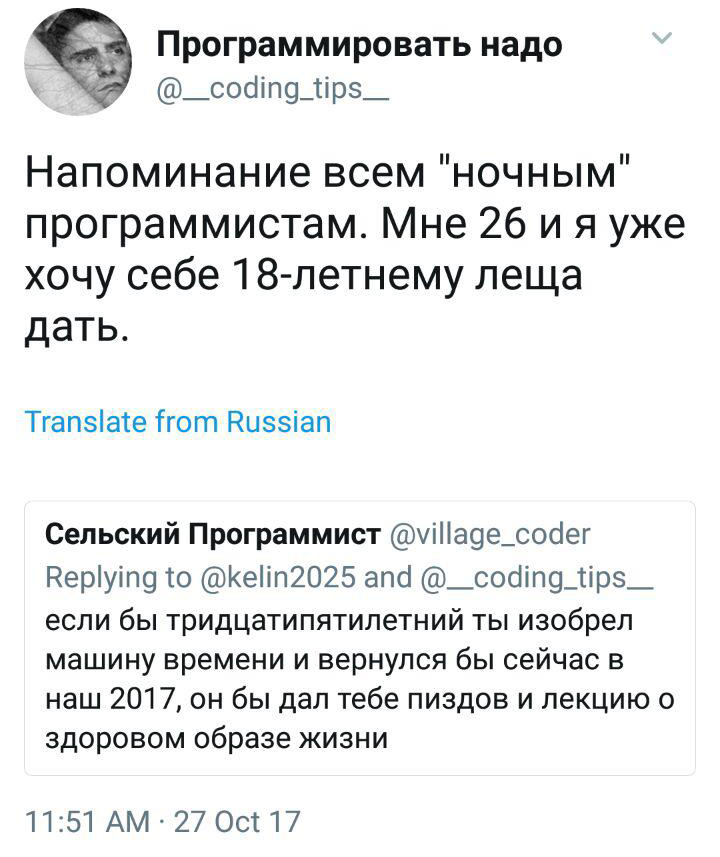 Программировать надо
@__coding_tips__
Напоминание всем "ночным"
программистам. Мне 26 и я уже
хочу себе 18-летнему леща
дать.
Translate from Russian
Сельский Программист @village_coder
Replying to @kelin2025 and @__coding_tips__
если бы тридцатипятилетний ты изобрел
машину времени и вернулся бы сейчас в
наш 2017, он бы дал тебе пиздов и лекцию о
здоровом образе жизни
11:51 AM · 27 Oct 17